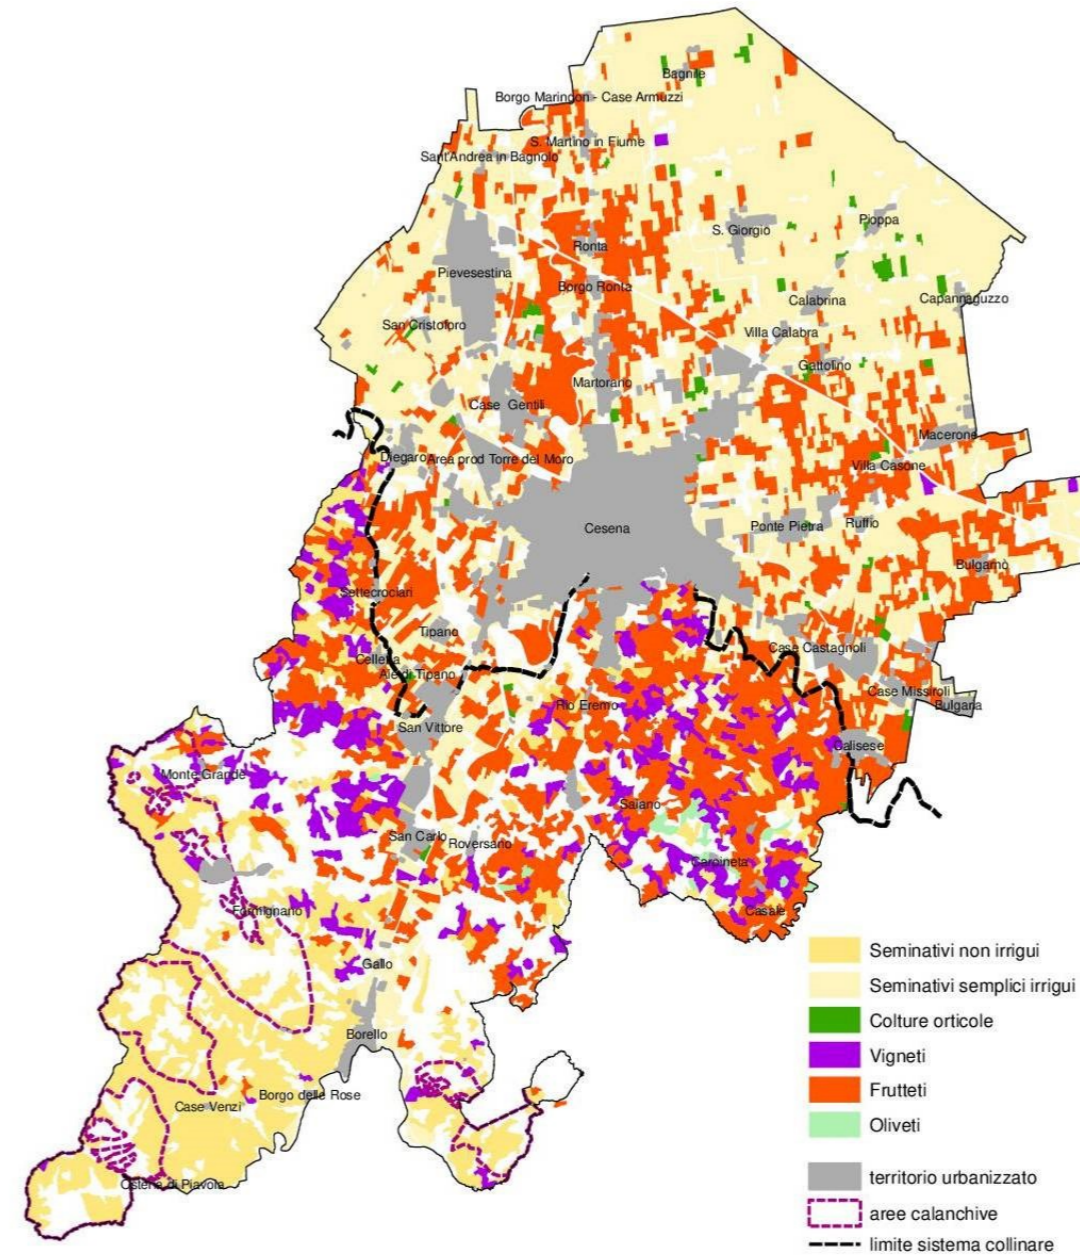 Bagnile
Borgo Maringon - Case Armuzzi
S. Martino in Fiume
Sant'Andrea in Bagnolo
Pioppa
S. Giorgio
Ronta
Pievesestina
Borgo Ronta
Capannaguzzo
Calabrina
San Cristoforo
Villa Calabra
Gattolino
Martorano
Case Gentili
Macerone
Diegaro
Area prod Torre del Moro
Villa Casone
Cesena
Ponte Pietra
Ruffio
Bulgarnò
Settecrociari
Tipano
Case Castagnoli
Celletta
Ale di Tipano
Case Missiroli
Bulgaria
Rio Eremo
San Vittore
Calisese
Monte Grande
Saiano
San Carlo
Roversano
Carpineta
Formignano
Casale
Gallo
Borello
Borgo delle Rose
Case Venzi
Osteria di Piavola
Seminativi non irrigui
Seminativi semplici irrigui
Colture orticole
Vigneti
Frutteti
Oliveti
territorio urbanizzato
aree calanchive
limite sistema collinare